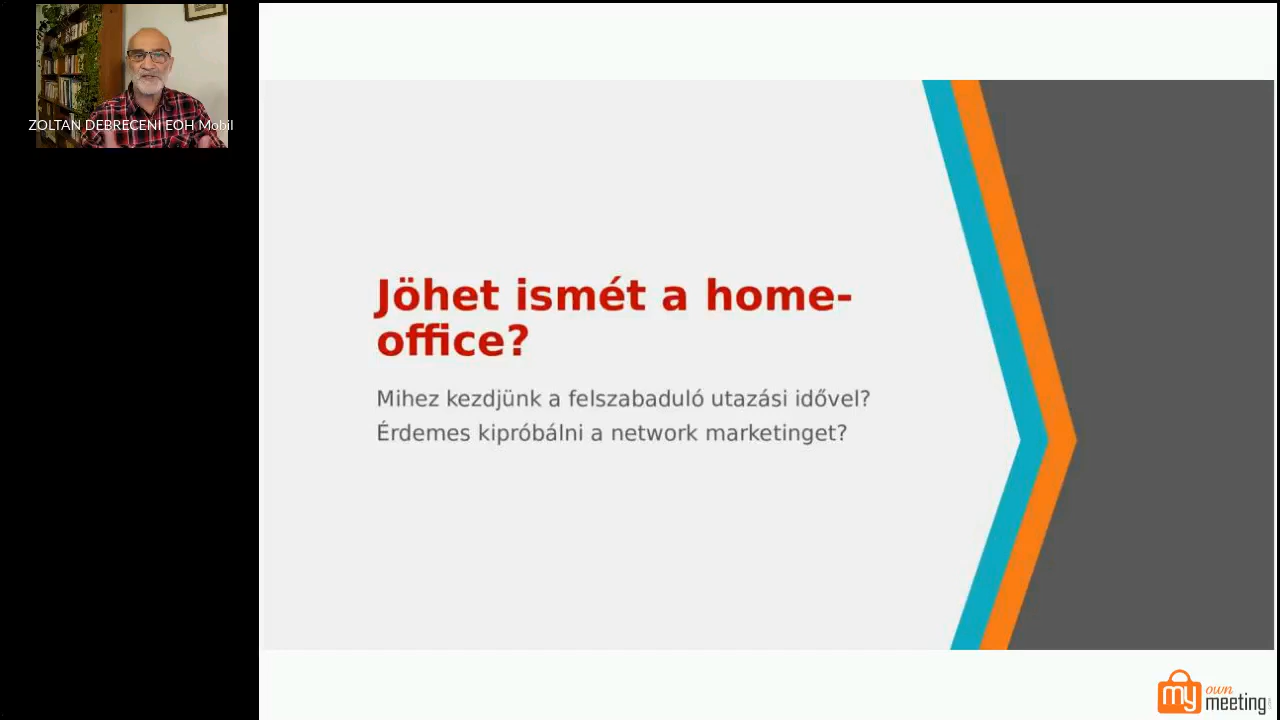 ZOLTAN DEBRECENI EOH Mobil
Jöhet ismét a home-
office?
Mihez kezdjünk a felszabaduló utazási idővel?
Érdemes kipróbálni a network marketinget?
my own
meeting